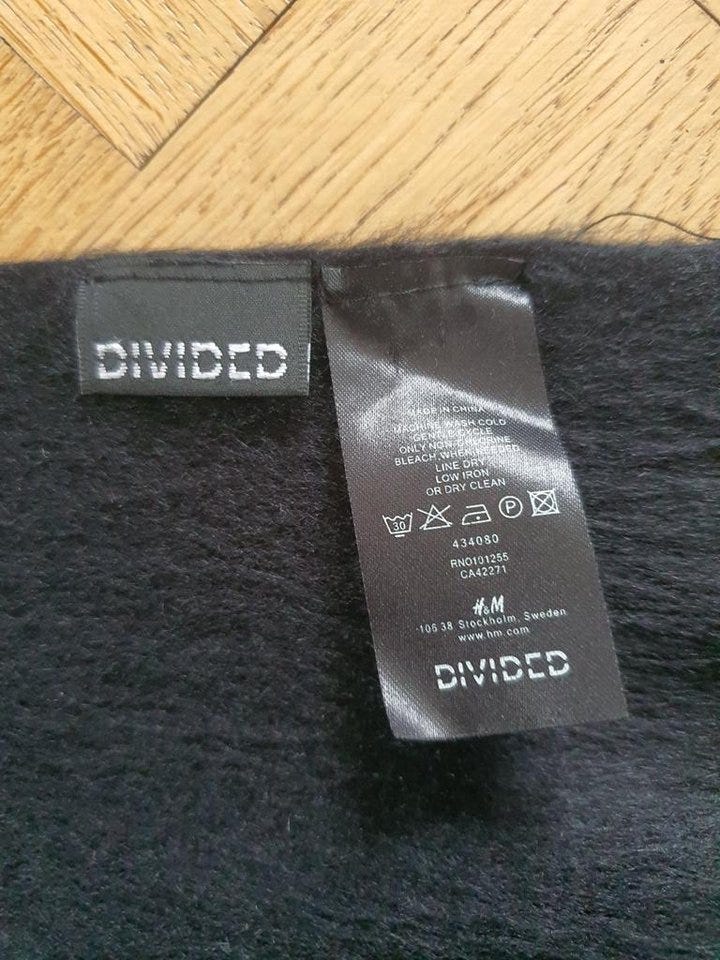 DIVIDED
MADE IN CHINA
MACHINE WASH COLD
GENTLE CYCLE
ONLY NON-CHLORINE
BLEACH WHEN NEEDED
LINE DRY
LOW IRON
OR DRY CLEAN
30 P
434080
RN0101255
CA42271
H&M
-106 38 Stockholm, Sweden
www.hm.com
DIVIDED